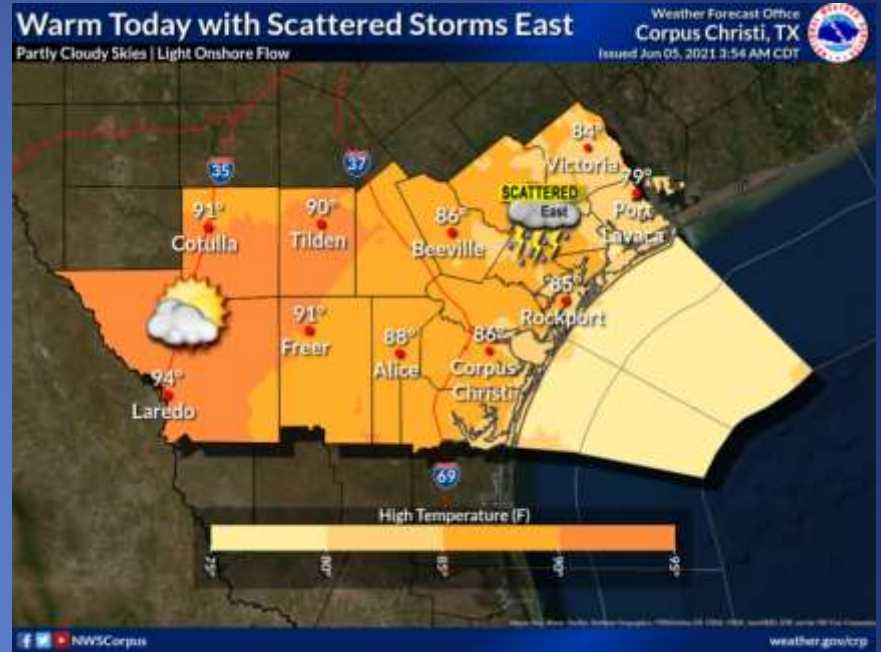 Warm Today with Scattered Storms East
Partly Cloudy Skies | Light Onshore Flow
Weather Forecast Office
Corpus Christi, TX
Issued Jun 05, 2021 3:54 AM CDT
35
37
84°
Victoria
79°
Port
Lavaca
SCATTERED
East
91°
Cotulla
90°
Tilden
86°
Beeville
85°
Rockport
91°
Freer
88°
Alice
86°
Corpus
Christi
94°
Laredo
69
High Temperature (F)
75° 80° 85° 90° 95°
NWSCorpus
weather.gov/crp